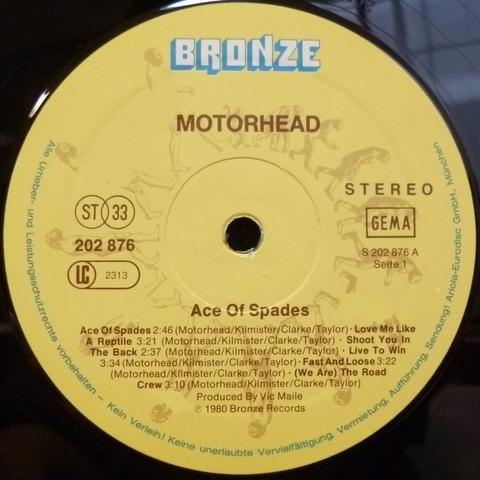 BRONZE
MOTORHEAD
STEREO
ST 33
GEMA
202 876
S 202 876 A
Seite 1
LC 2313
Ace Of Spades
Ace Of Spades 2:46 (Motorhead/Kilmister/Clarke/Taylor) · Love Me Like
A Reptile 3:21 (Motorhead/Kilmister/Clarke/Taylor) · Shoot You In
The Back 2:37 (Motorhead/Kilmister/Clarke/Taylor) · Live To Win
3:34 (Motorhead/Kilmister/Clarke/Taylor) · Fast And Loose 3:22
(Motorhead/Kilmister/Clarke/Taylor) · (We Are) The Road
Crew 3:10 (Motorhead/Kilmister/Clarke/Taylor)
Produced By Vic Maile
℗ 1980 Bronze Records
Alle Urheber- und Leistungsschutzrechte vorbehalten – Kein Verleih! Keine unerlaubte Vervielfältigung, Vermietung, Aufführung, Sendung! Ariola-Eurodisc GmbH., München